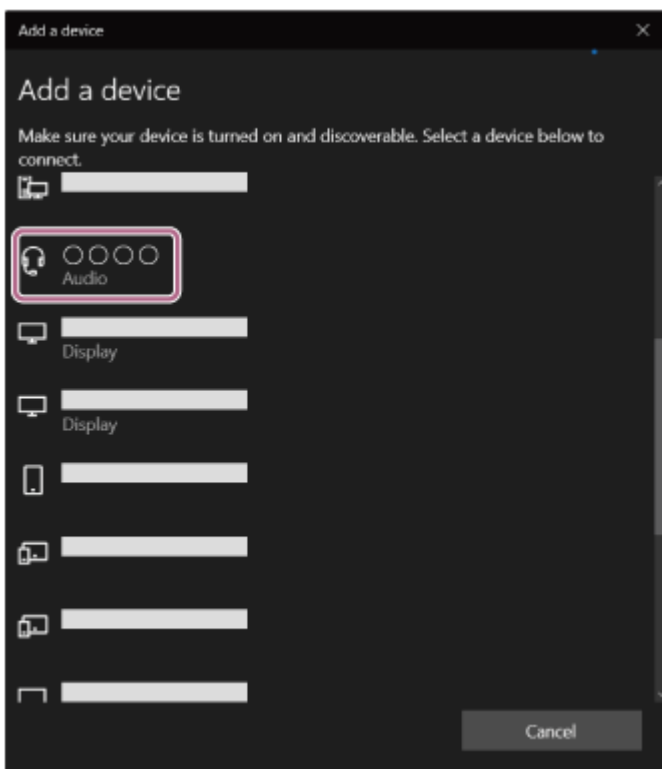 Add a device
Add a device
Make sure your device is turned on and discoverable. Select a device below to
connect.
○○○○
Audio
Display
Display
Cancel